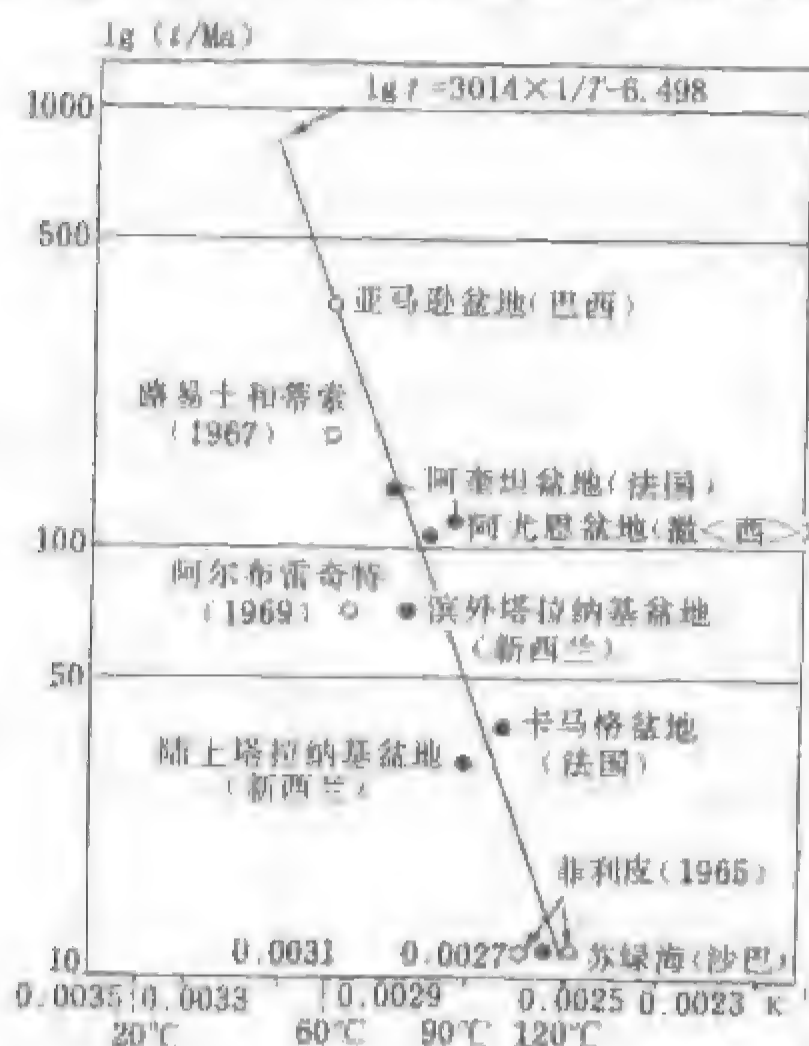 lg (t/Ma)
lg t=3014×1/T-6.498
1000
500
亚马逊盆地(巴西)
路易士和蒂索
(1967)
阿奎坦盆地(法国)
阿尤恩盆地(撒<西>)
100
阿尔布雷奇特
(1969)
滨外塔拉纳基盆地
(新西兰)
50
卡马格盆地
(法国)
陆上塔拉纳基盆地
(新西兰)
菲利皮(1965)
10
0.0031
0.0027
苏绿海(沙巴)
0.0035 0.0033 0.0029 0.0025 0.0023 K
20℃ 60℃ 90℃ 120℃